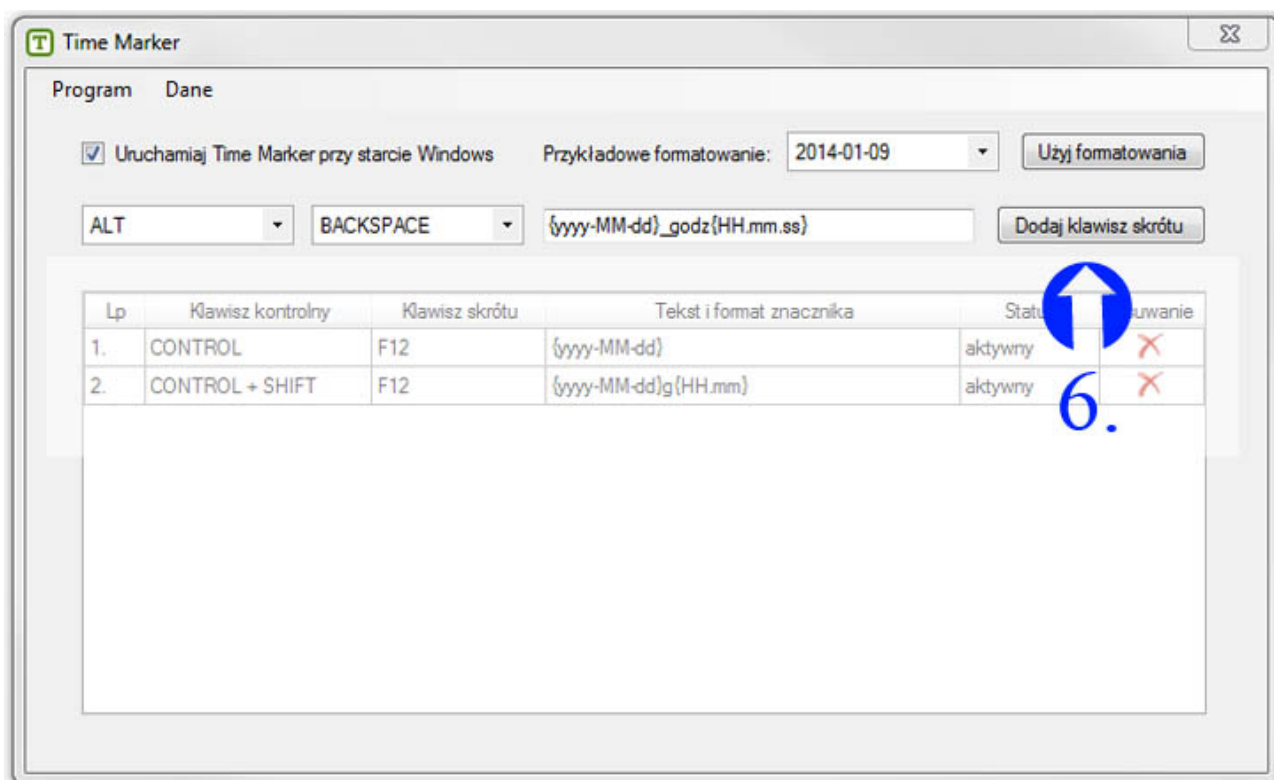 T Time Marker
Program Dane
Uruchamiaj Time Marker przy starcie Windows Przykładowe formatowanie: 2014-01-09 Użyj formatowania
ALT BACKSPACE {yyyy-MM-dd}_godz{HH.mm.ss} Dodaj klawisz skrótu
Lp Klawisz kontrolny Klawisz skrótu Tekst i format znacznika
1. CONTROL F12 {yyyy-MM-dd} aktywny
2. CONTROL + SHIFT F12 {yyyy-MM-dd}g{HH.mm} aktywny
6.